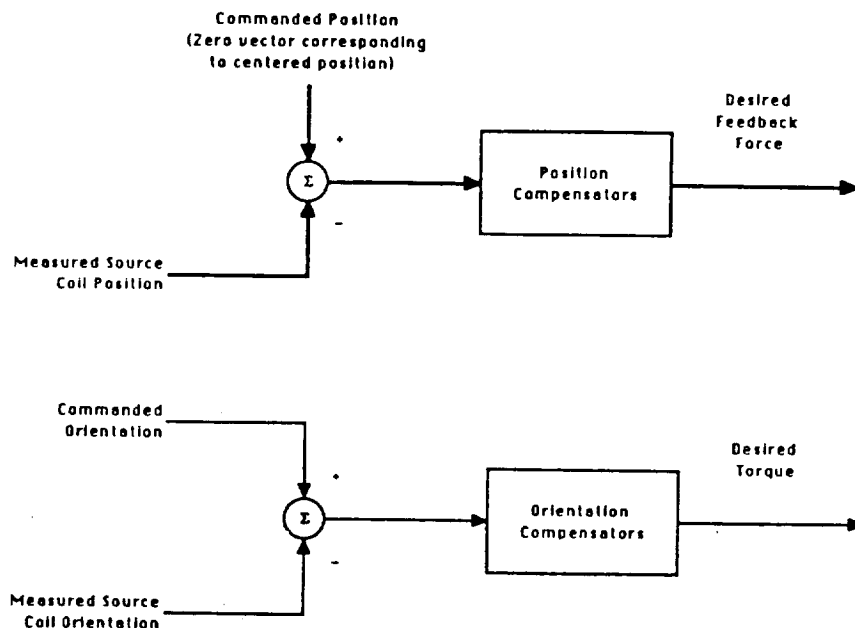 Commanded Position
(Zero vector corresponding
to centered position)
Desired
Feedback
Force
+
Σ
Position
Compensators
-
Measured Source
Coil Position
Commanded
Orientation
Desired
Torque
+
Σ
Orientation
Compensators
-
Measured Source
Coil Orientation